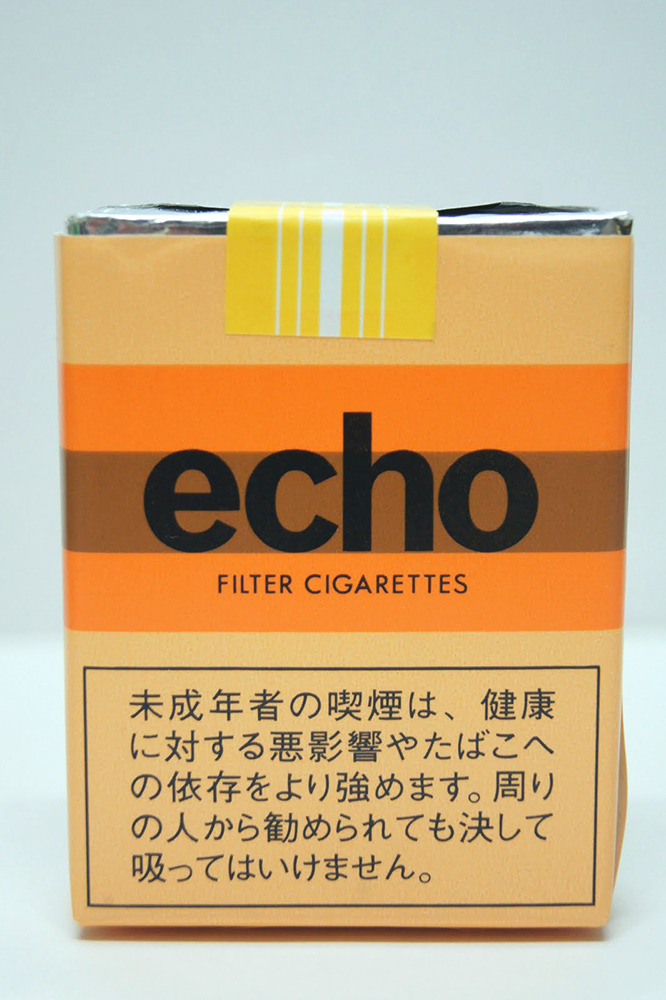 echo
FILTER CIGARETTES
未成年者の喫煙は、健康
に対する悪影響やたばこへ
の依存をより強めます。周り
の人から勧められても決して
吸ってはいけません。